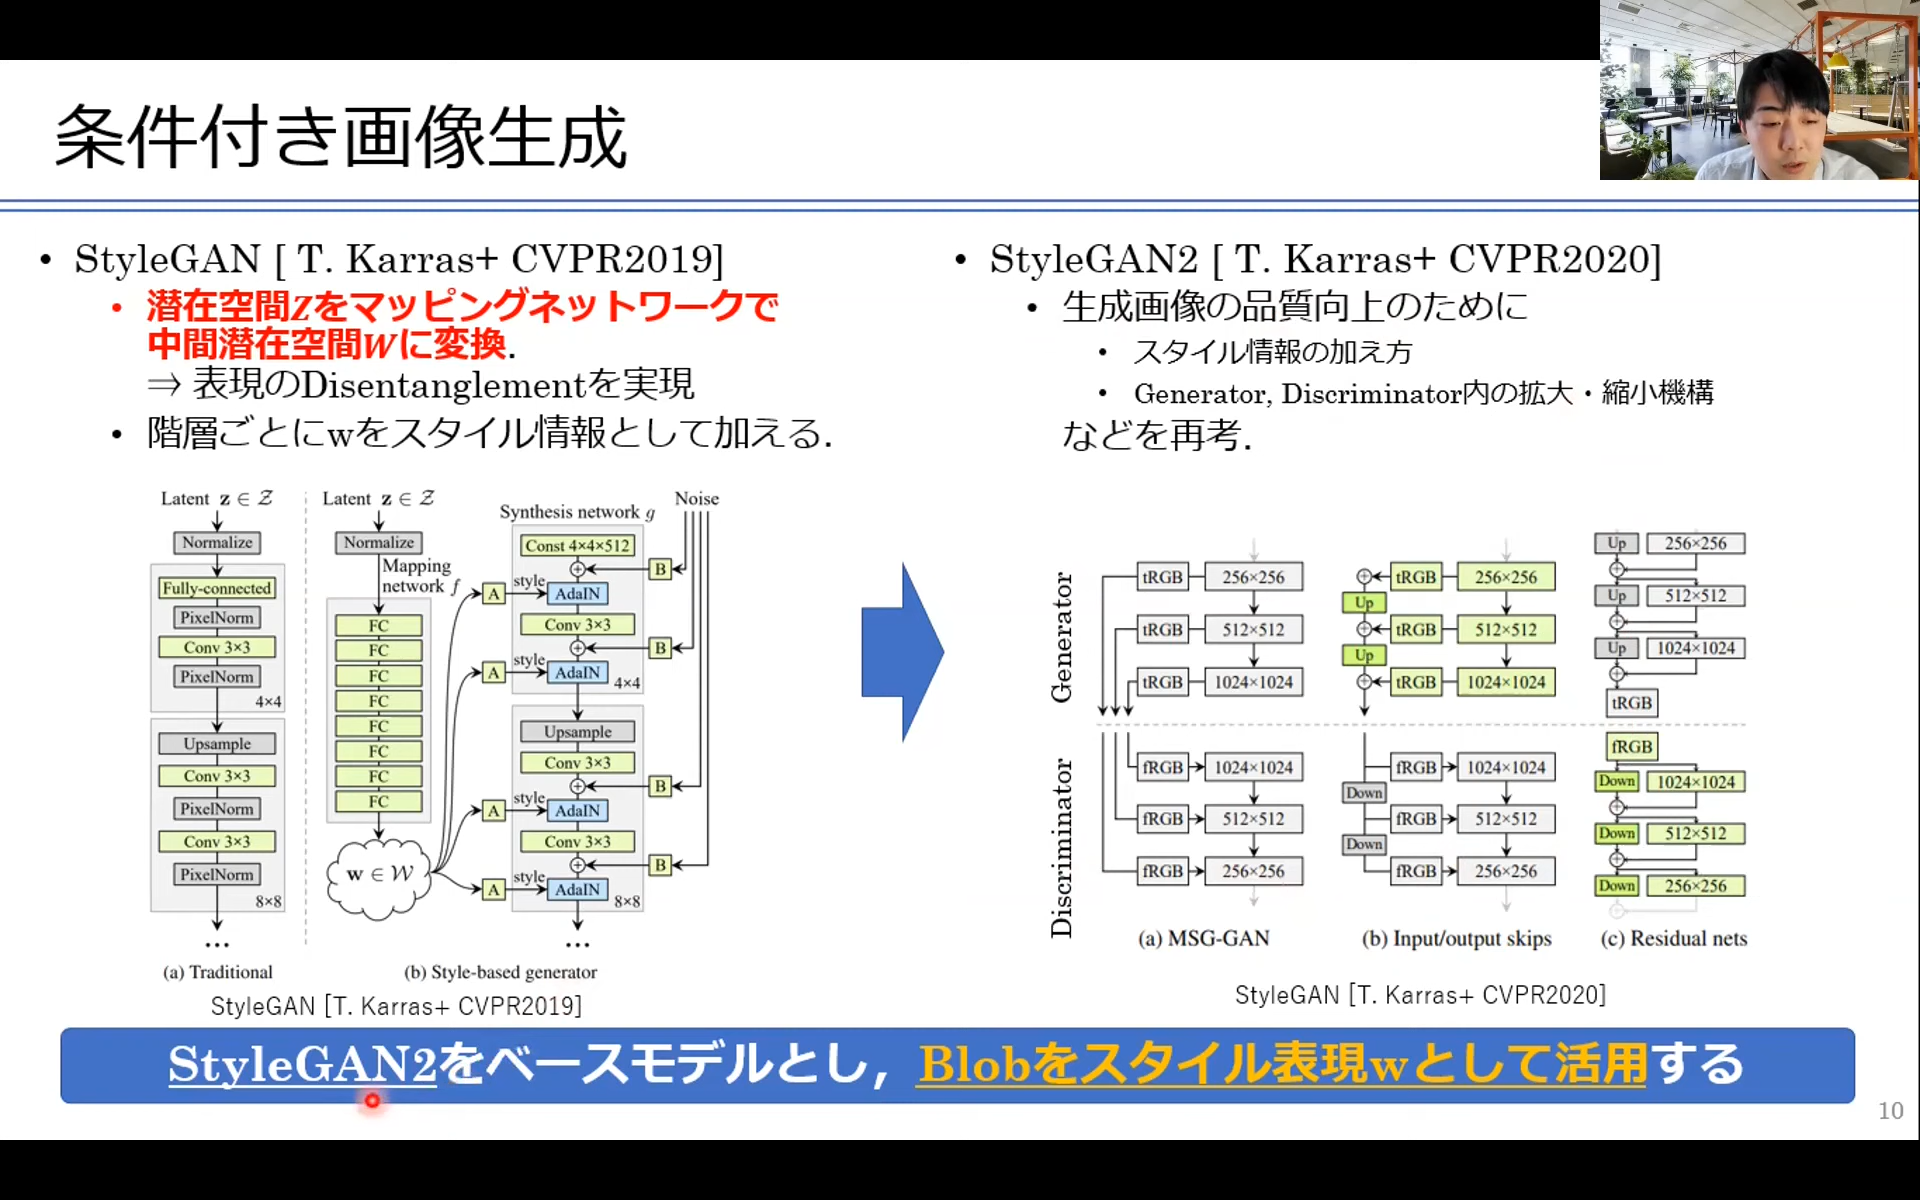 条件付き画像生成
• StyleGAN [ T. Karras+ CVPR2019]
• 潜在空間Zをマッピングネットワークで
中間潜在空間Wに変換.
⇒ 表現のDisentanglementを実現
• 階層ごとにwをスタイル情報として加える.
Latent z ∈ Z
Normalize
Fully-connected
PixelNorm
Conv 3×3
PixelNorm
4×4
Upsample
Conv 3×3
PixelNorm
Conv 3×3
PixelNorm
8×8
...
(a) Traditional
Latent z ∈ Z
Normalize
Mapping
network f
FC
FC
FC
FC
FC
FC
FC
FC
w ∈ W
Synthesis network g
Noise
Const 4×4×512
B
A
style
AdaIN
Conv 3×3
B
A
style
AdaIN
4×4
Upsample
Conv 3×3
B
A
style
AdaIN
Conv 3×3
B
A
style
AdaIN
8×8
...
(b) Style-based generator
StyleGAN [T. Karras+ CVPR2019]
• StyleGAN2 [ T. Karras+ CVPR2020]
• 生成画像の品質向上のために
• スタイル情報の加え方
• Generator, Discriminator内の拡大・縮小機構
などを再考.
Generator
Discriminator
tRGB 256×256
tRGB 512×512
tRGB 1024×1024
fRGB 1024×1024
fRGB 512×512
fRGB 256×256
(a) MSG-GAN
tRGB 256×256
Up
tRGB 512×512
Up
tRGB 1024×1024
fRGB 1024×1024
Down
fRGB 512×512
Down
fRGB 256×256
(b) Input/output skips
Up 256×256
Up 512×512
Up 1024×1024
tRGB
fRGB
Down 1024×1024
Down 512×512
Down 256×256
(c) Residual nets
StyleGAN [T. Karras+ CVPR2020]
StyleGAN2をベースモデルとし，Blobをスタイル表現wとして活用する
10